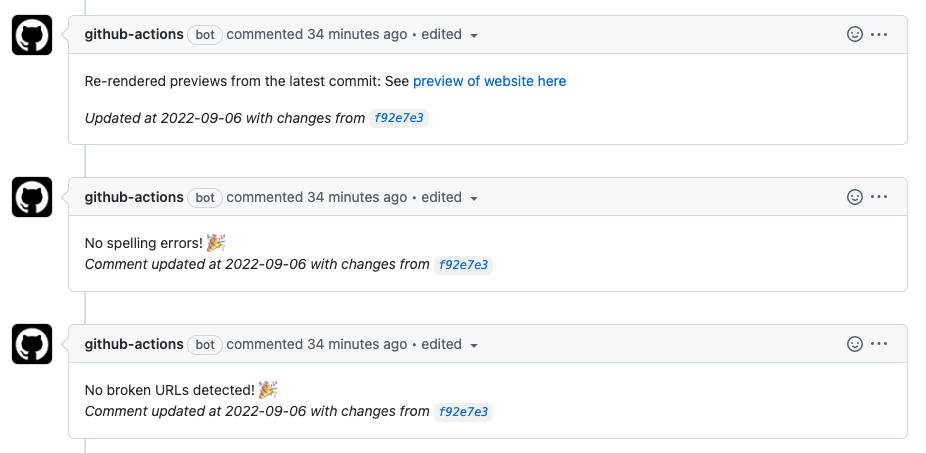 github-actions bot commented 34 minutes ago • edited
Re-rendered previews from the latest commit: See preview of website here
Updated at 2022-09-06 with changes from f92e7e3
github-actions bot commented 34 minutes ago • edited
No spelling errors! 🎉
Comment updated at 2022-09-06 with changes from f92e7e3
github-actions bot commented 34 minutes ago • edited
No broken URLs detected! 🎉
Comment updated at 2022-09-06 with changes from f92e7e3